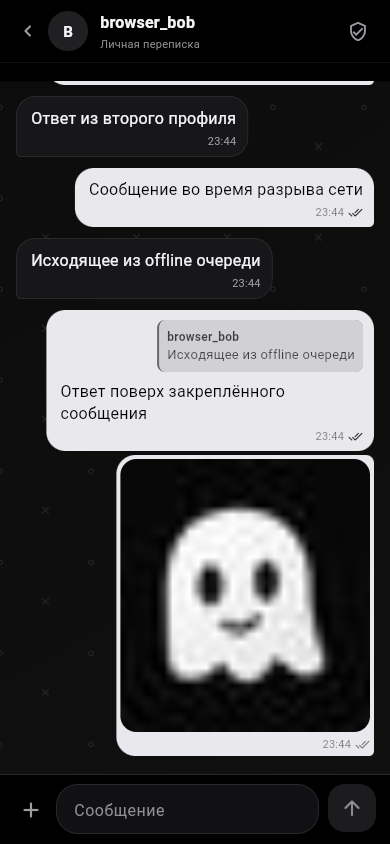 browser_bob
B
Личная переписка
Ответ из второго профиля
23:44
Сообщение во время разрыва сети
23:44
Исходящее из offline очереди
23:44
browser_bob
Исходящее из offline очереди
Ответ поверх закреплённого
сообщения
23:44
23:44
Сообщение